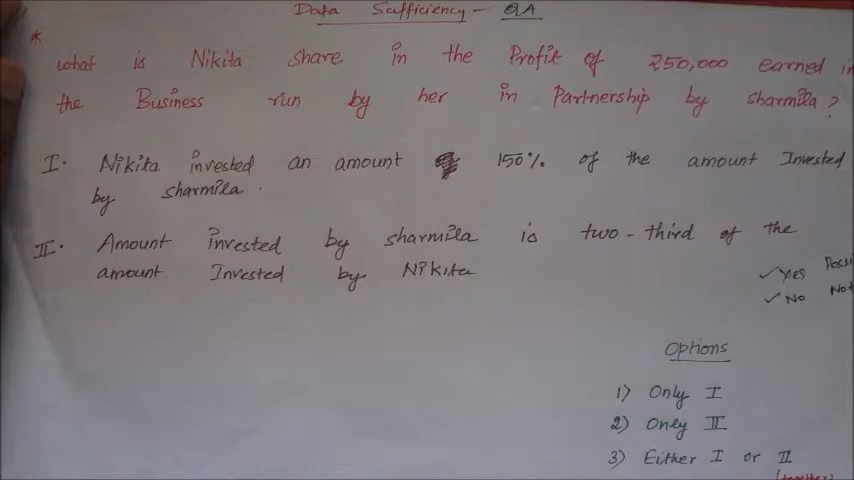 Data Sufficiency - QA
* what is Nikita share in the Profit of 250,000 earned in
the Business run by her in Partnership by sharmila?
I. Nikita invested an amount 150% of the amount Invested
by sharmila.
II. Amount invested by sharmila is two-third of the
amount Invested by Nikita
✓ Yes
✓ No
Options
1) Only I
2) Only II
3) Either I or II
(together)